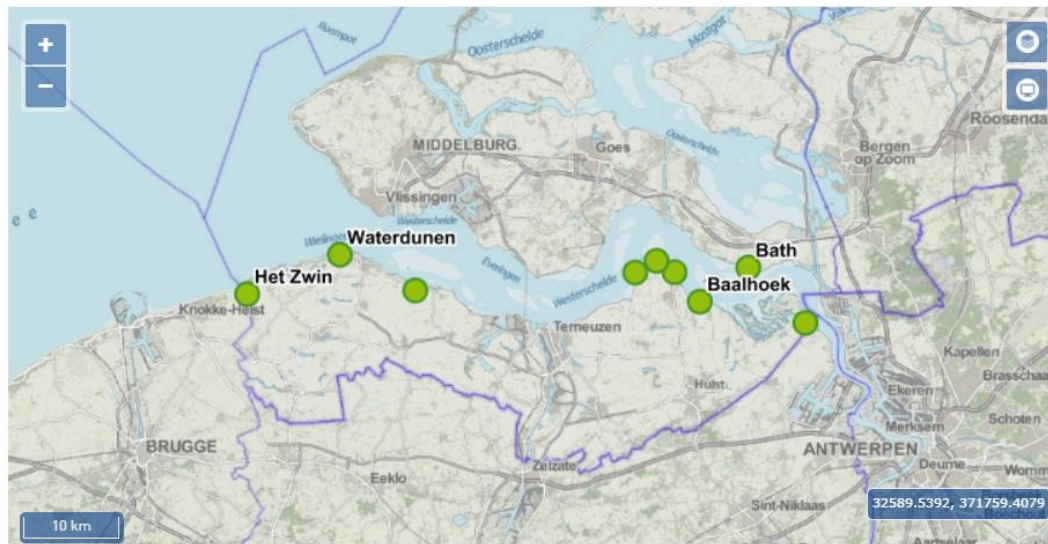 +
−
Roompot
Oosterschelde
Mastgat
Roosendaa
Bergen
op Zoom
MIDDELBURG
Goes
Oosterschelde
Vlissingen
Westerschelde
Wielingen
Waterdunen
Everingen
Bath
Het Zwin
Westerschelde
Baalhoek
Knokke-Heist
Terneuzen
Hulst
Kapellen
Brasschaa
Ekeren
Schoten
Merksem
BRUGGE
ANTWERPEN
Eeklo
Zelzate
Deurne
Womm
Sint-Niklaas
32589.5392, 371759.4079
10 km
Aartselaar